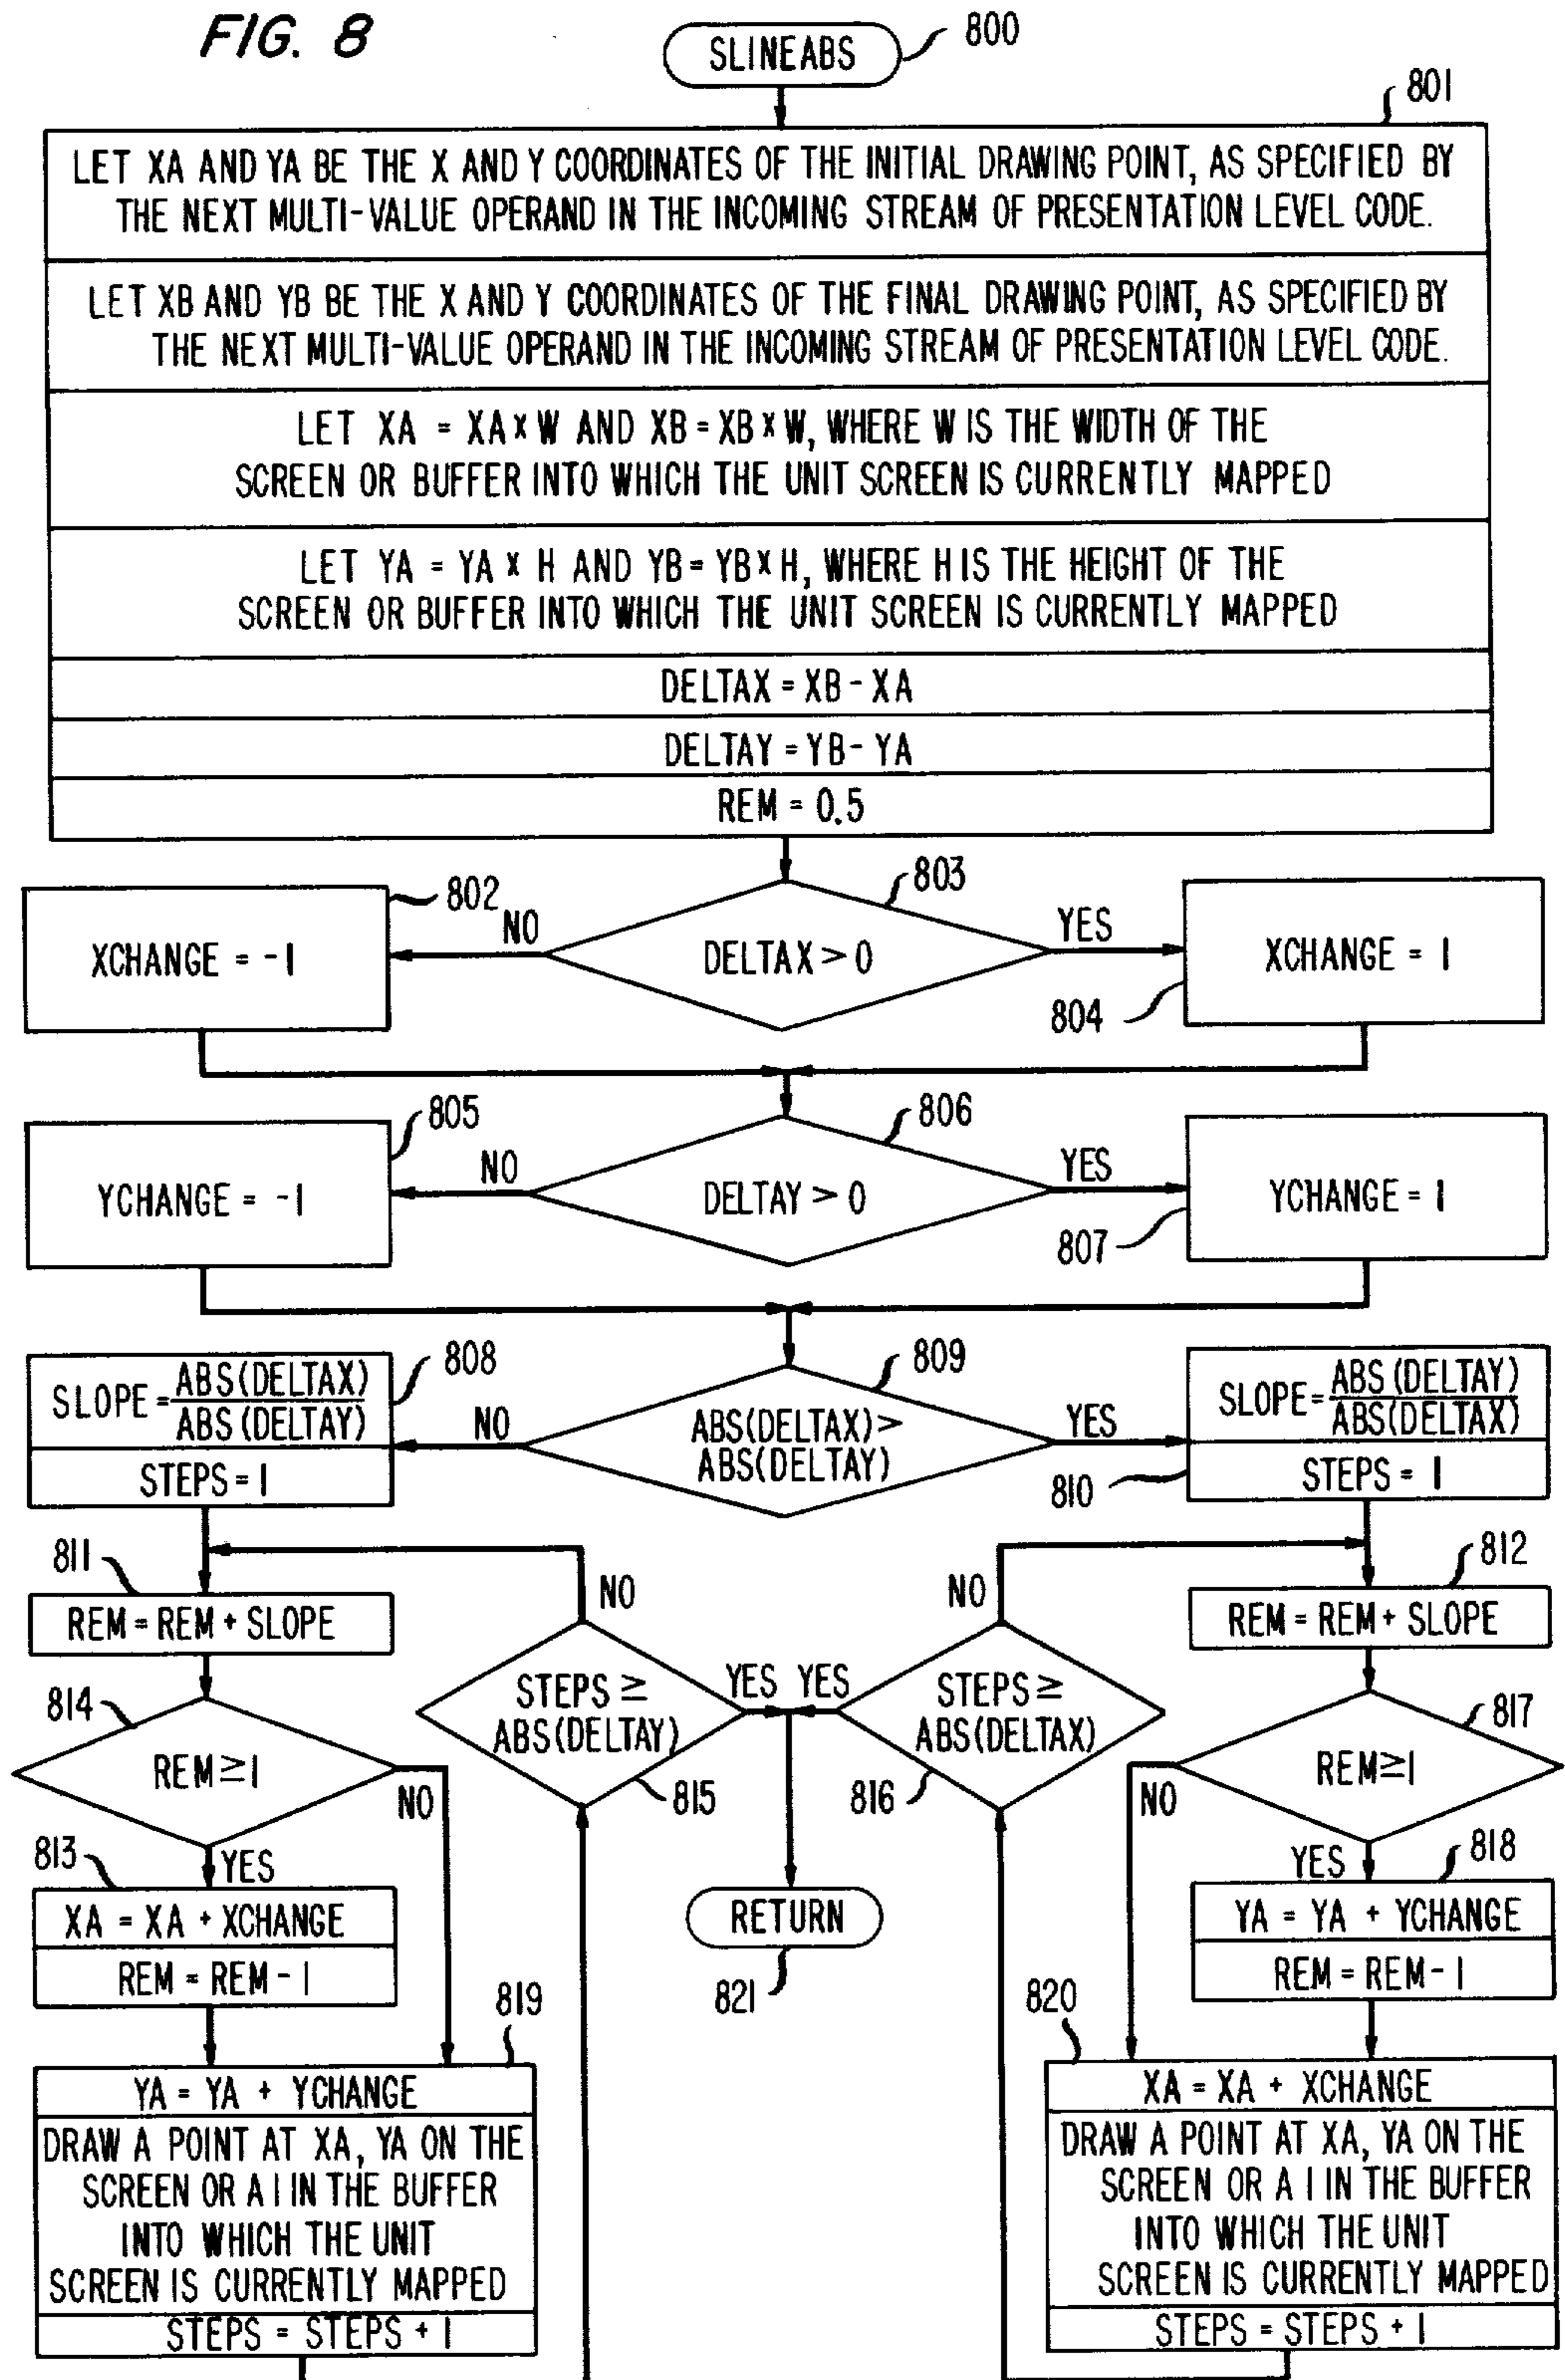 FIG. 8
SLINEABS
800
801
LET XA AND YA BE THE X AND Y COORDINATES OF THE INITIAL DRAWING POINT, AS SPECIFIED BY
THE NEXT MULTI-VALUE OPERAND IN THE INCOMING STREAM OF PRESENTATION LEVEL CODE.
LET XB AND YB BE THE X AND Y COORDINATES OF THE FINAL DRAWING POINT, AS SPECIFIED BY
THE NEXT MULTI-VALUE OPERAND IN THE INCOMING STREAM OF PRESENTATION LEVEL CODE.
LET XA = XA x W AND XB = XB x W, WHERE W IS THE WIDTH OF THE
SCREEN OR BUFFER INTO WHICH THE UNIT SCREEN IS CURRENTLY MAPPED
LET YA = YA x H AND YB = YB x H, WHERE H IS THE HEIGHT OF THE
SCREEN OR BUFFER INTO WHICH THE UNIT SCREEN IS CURRENTLY MAPPED
DELTAX = XB - XA
DELTAY = YB - YA
REM = 0.5
802
803
NO
YES
XCHANGE = -1
DELTAX > 0
XCHANGE = 1
804
805
806
NO
YES
YCHANGE = -1
DELTAY > 0
YCHANGE = 1
807
808
809
SLOPE = ABS(DELTAX)
ABS(DELTAY)
STEPS = 1
NO
ABS(DELTAX) >
ABS(DELTAY)
YES
SLOPE = ABS(DELTAY)
ABS(DELTAX)
STEPS = 1
810
811
NO
NO
812
REM = REM + SLOPE
REM = REM + SLOPE
814
STEPS ≥
ABS(DELTAY)
YES
YES
STEPS ≥
ABS(DELTAX)
817
REM ≥ 1
NO
815
816
NO
REM ≥ 1
813
YES
YES
818
XA = XA + XCHANGE
REM = REM - 1
RETURN
821
YA = YA + YCHANGE
REM = REM - 1
819
820
YA = YA + YCHANGE
DRAW A POINT AT XA, YA ON THE
SCREEN OR A 1 IN THE BUFFER
INTO WHICH THE UNIT
SCREEN IS CURRENTLY MAPPED
STEPS = STEPS + 1
XA = XA + XCHANGE
DRAW A POINT AT XA, YA ON THE
SCREEN OR A 1 IN THE BUFFER
INTO WHICH THE UNIT
SCREEN IS CURRENTLY MAPPED
STEPS = STEPS + 1